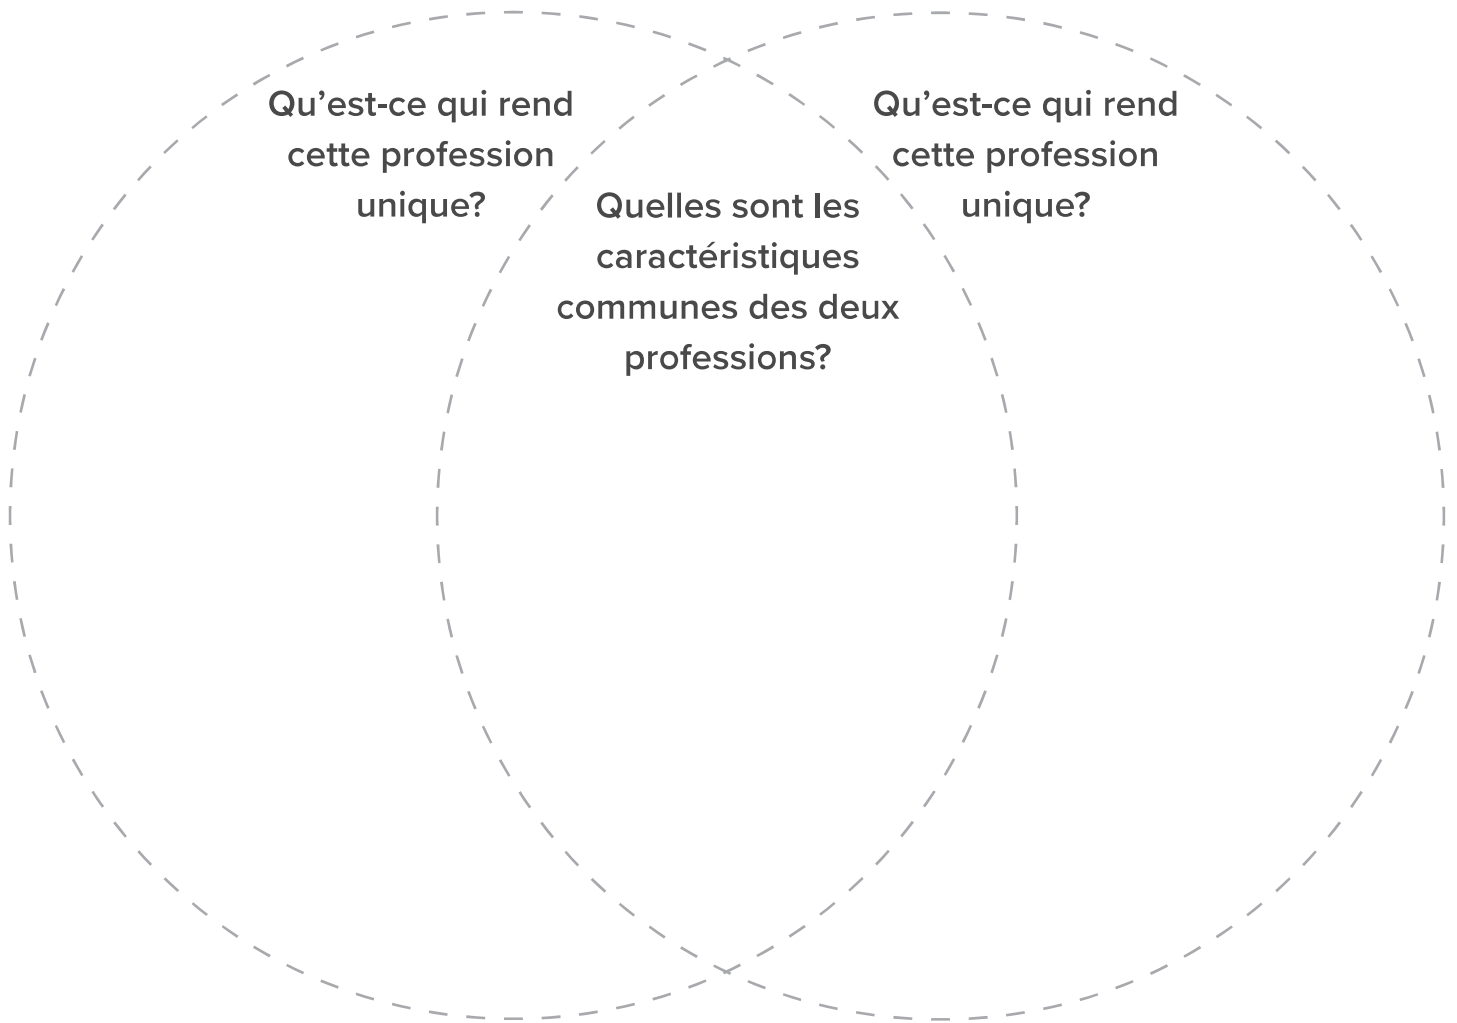 Qu’est-ce qui rend
cette profession
unique?
Quelles sont les
caractéristiques
communes des deux
professions?
Qu’est-ce qui rend
cette profession
unique?